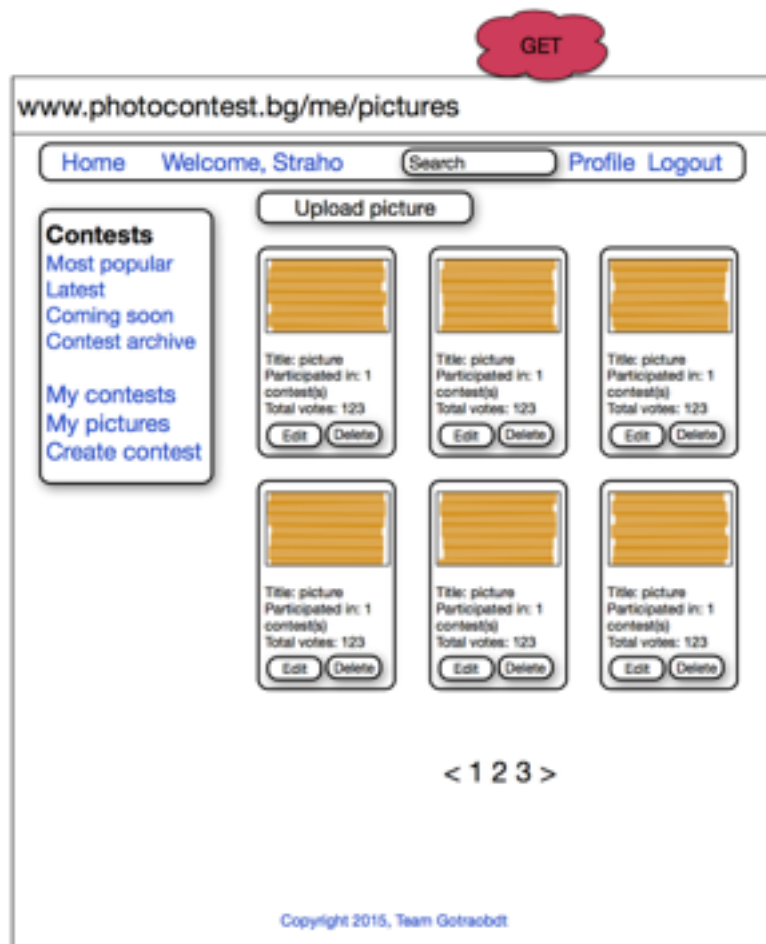 GET
www.photocontest.bg/me/pictures
Home Welcome, Straho Search Profile Logout
Upload picture
Contests
Most popular
Latest
Coming soon
Contest archive
My contests
My pictures
Create contest
Title: picture
Participated in: 1
contest(s)
Total votes: 123
Edit Delete
Title: picture
Participated in: 1
contest(s)
Total votes: 123
Edit Delete
Title: picture
Participated in: 1
contest(s)
Total votes: 123
Edit Delete
Title: picture
Participated in: 1
contest(s)
Total votes: 123
Edit Delete
Title: picture
Participated in: 1
contest(s)
Total votes: 123
Edit Delete
Title: picture
Participated in: 1
contest(s)
Total votes: 123
Edit Delete
< 1 2 3 >
Copyright 2015, Team Gotraobdt